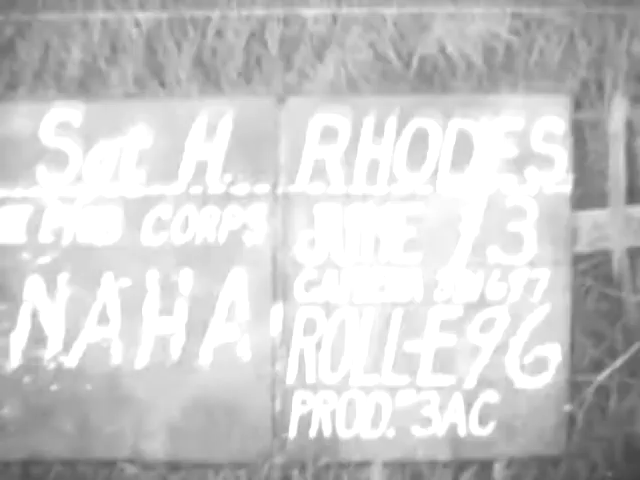 Sgt H. RHODES
CORPS JUNE 13
NAHA
ROLL E96
PROD. #3AC